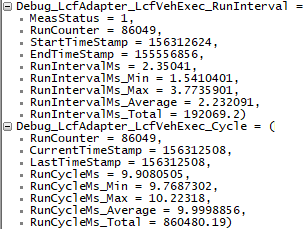 Debug_LcfAdapter_LcfVehExec_RunInterval =
MeasStatus = 1,
RunCounter = 86049,
StartTimeStamp = 156312624,
EndTimeStamp = 155556856,
RunIntervalMs = 2.35041,
RunIntervalMs_Min = 1.5410401,
RunIntervalMs_Max = 3.7735901,
RunIntervalMs_Average = 2.232091,
RunIntervalMs_Total = 192069.2)
Debug_LcfAdapter_LcfVehExec_Cycle = (
RunCounter = 86049,
CurrentTimeStamp = 156312508,
LastTimeStamp = 156312508,
RunCycleMs = 9.9080505,
RunCycleMs_Min = 9.7687302,
RunCycleMs_Max = 10.22318,
RunCycleMs_Average = 9.9998856,
RunCycleMs_Total = 860480.19)